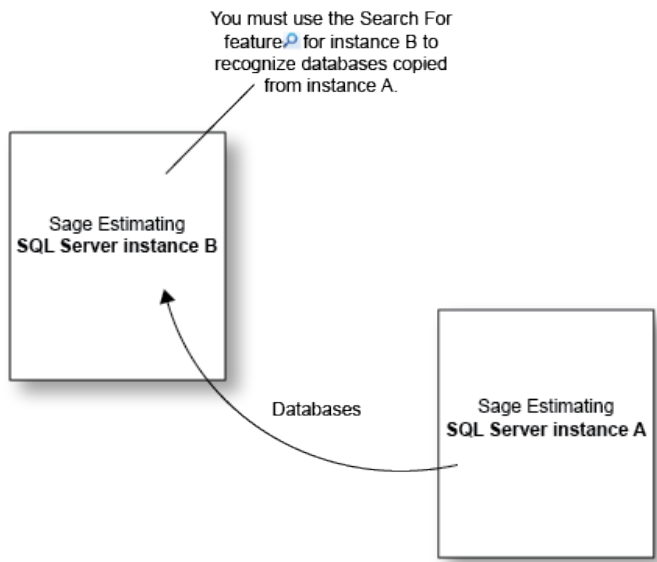 You must use the Search For
feature for instance B to
recognize databases copied
from instance A.
Sage Estimating
SQL Server instance B
Databases
Sage Estimating
SQL Server instance A